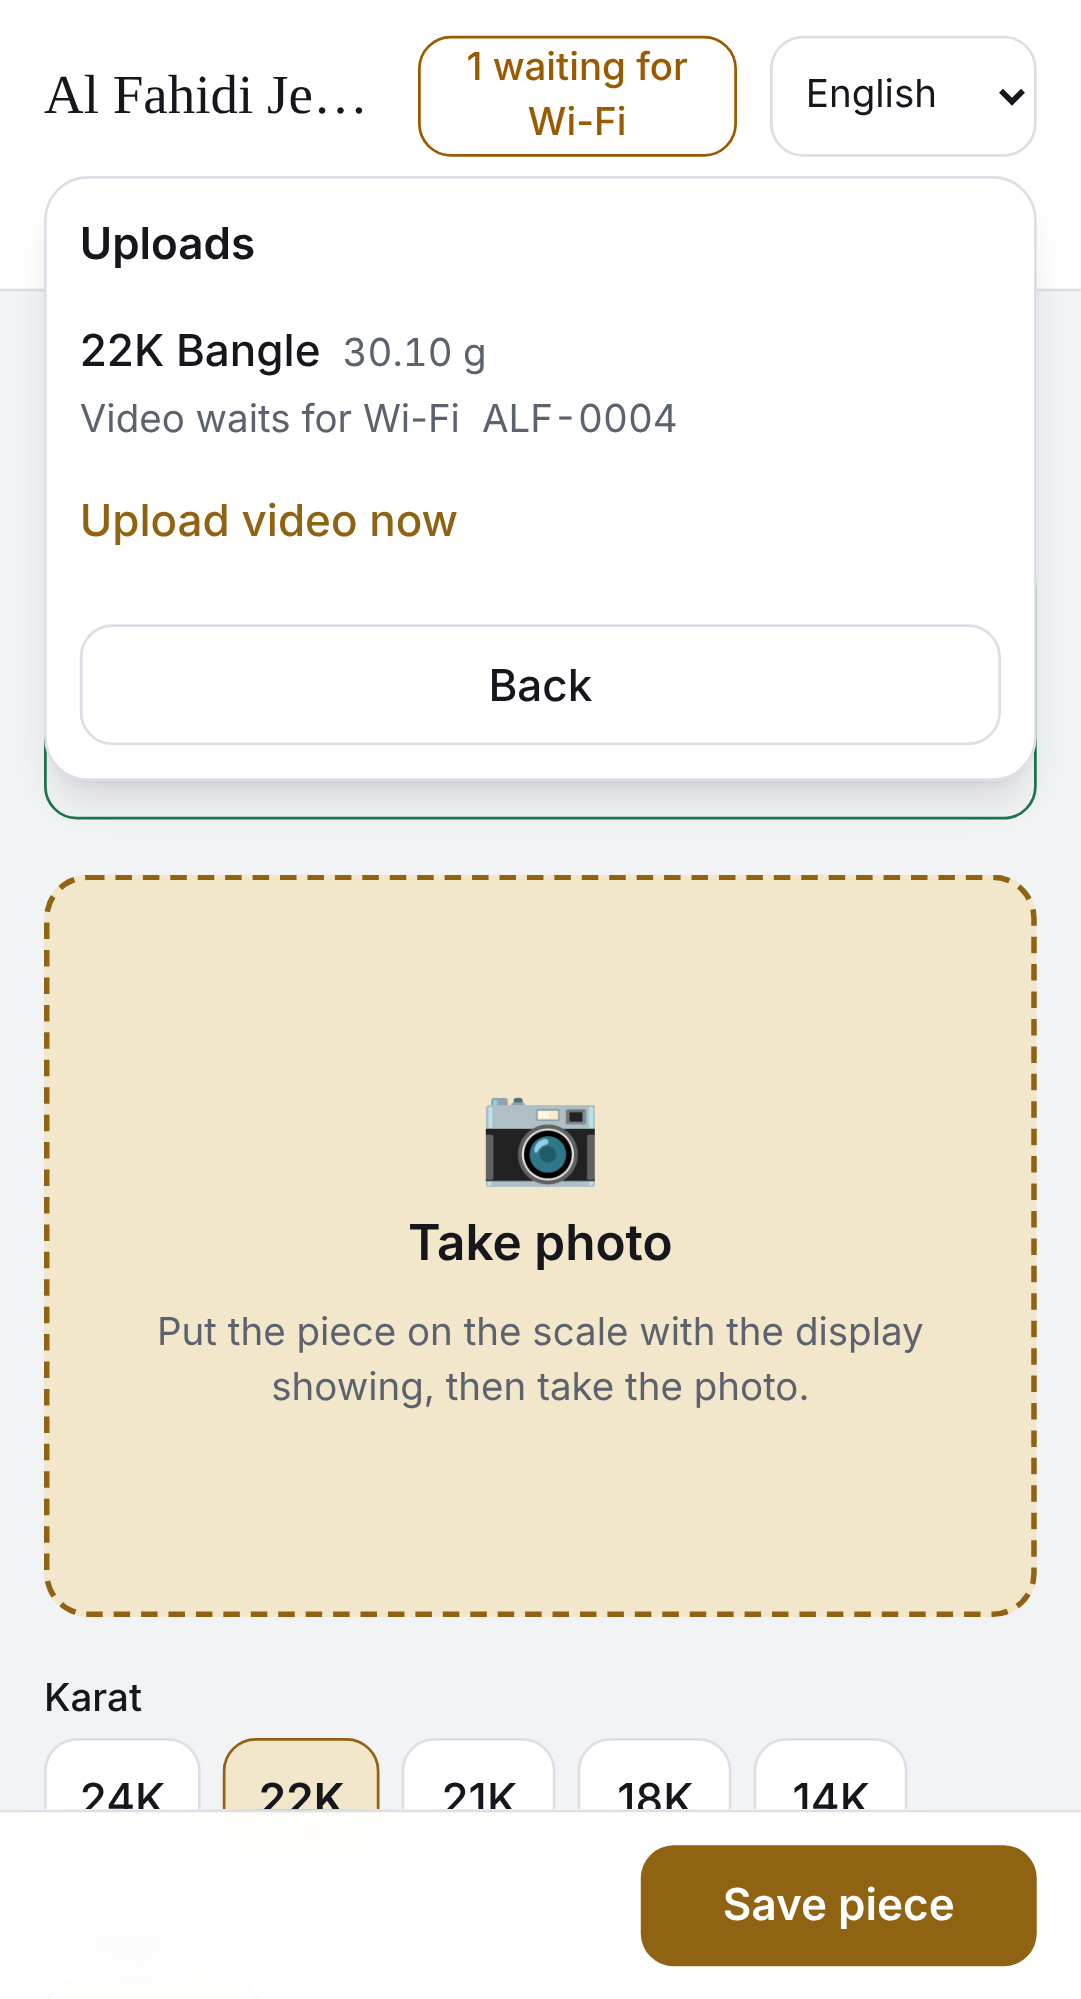 Al Fahidi Je…
1 waiting for
Wi-Fi
English
Uploads
22K Bangle 30.10 g
Video waits for Wi-Fi ALF-0004
Upload video now
Back
Take photo
Put the piece on the scale with the display
showing, then take the photo.
Karat
24K 22K 21K 18K 14K
Save piece